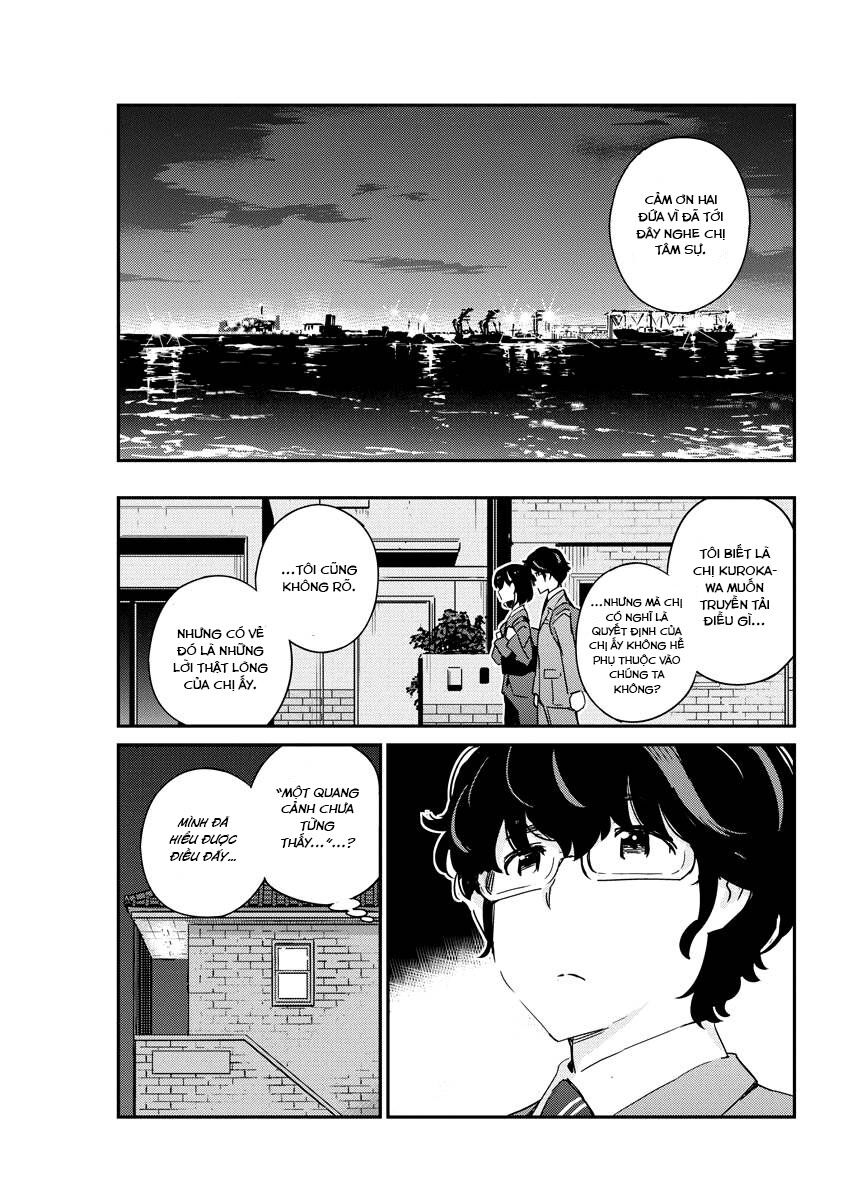 CẢM ƠN HAI
ĐỨA VÌ ĐÃ TỚI
ĐÂY NGHE CHỊ
TÂM SỰ.
TÔI BIẾT LÀ
CHỊ KUROKA-
WA MUỐN
TRUYỀN TẢI
ĐIỀU GÌ...
...NHƯNG MÀ CHỊ
CÓ NGHĨ LÀ
QUYẾT ĐỊNH CỦA
CHỊ ẤY KHÔNG HỀ
PHỤ THUỘC VÀO
CHÚNG TA
KHÔNG?
...TÔI CŨNG
KHÔNG RÕ.
NHƯNG CÓ VẺ
ĐÓ LÀ NHỮNG
LỜI THẬT LÒNG
CỦA CHỊ ẤY.
"MỘT QUANG
CẢNH CHƯA
TỪNG
THẤY..."...?
MÌNH ĐÃ
HIỂU ĐƯỢC
ĐIỀU ĐẤY...